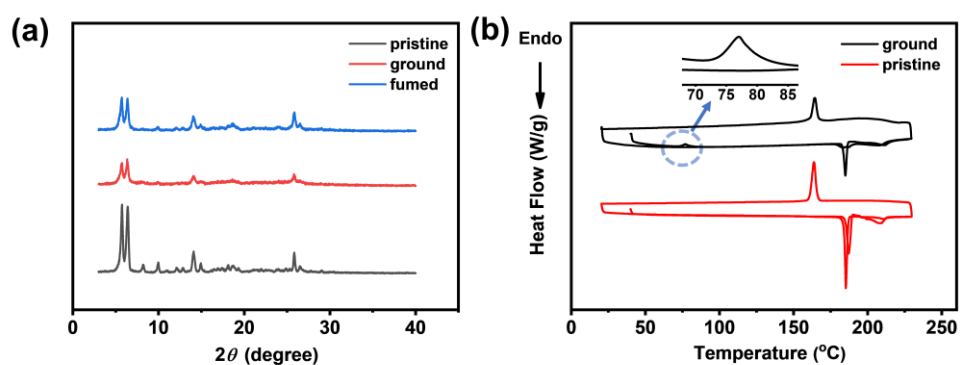 (a)
pristine
ground
fumed
0
10
20
30
40
2θ (degree)
(b)
Endo
Heat Flow (W/g)
ground
pristine
70 75 80 85
0
50
100
150
200
250
Temperature (°C)